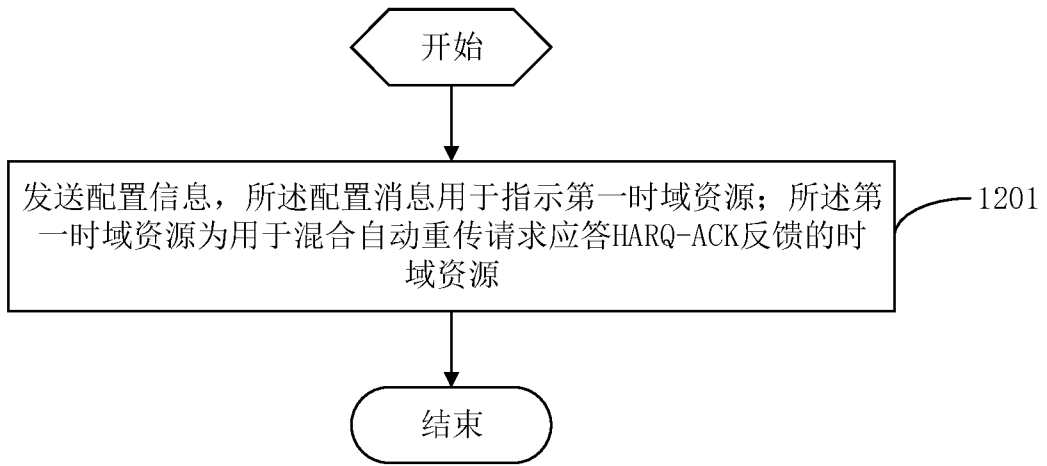 开始
发送配置信息，所述配置消息用于指示第一时域资源；所述第
一时域资源为用于混合自动重传请求应答HARQ-ACK反馈的时
域资源
1201
结束